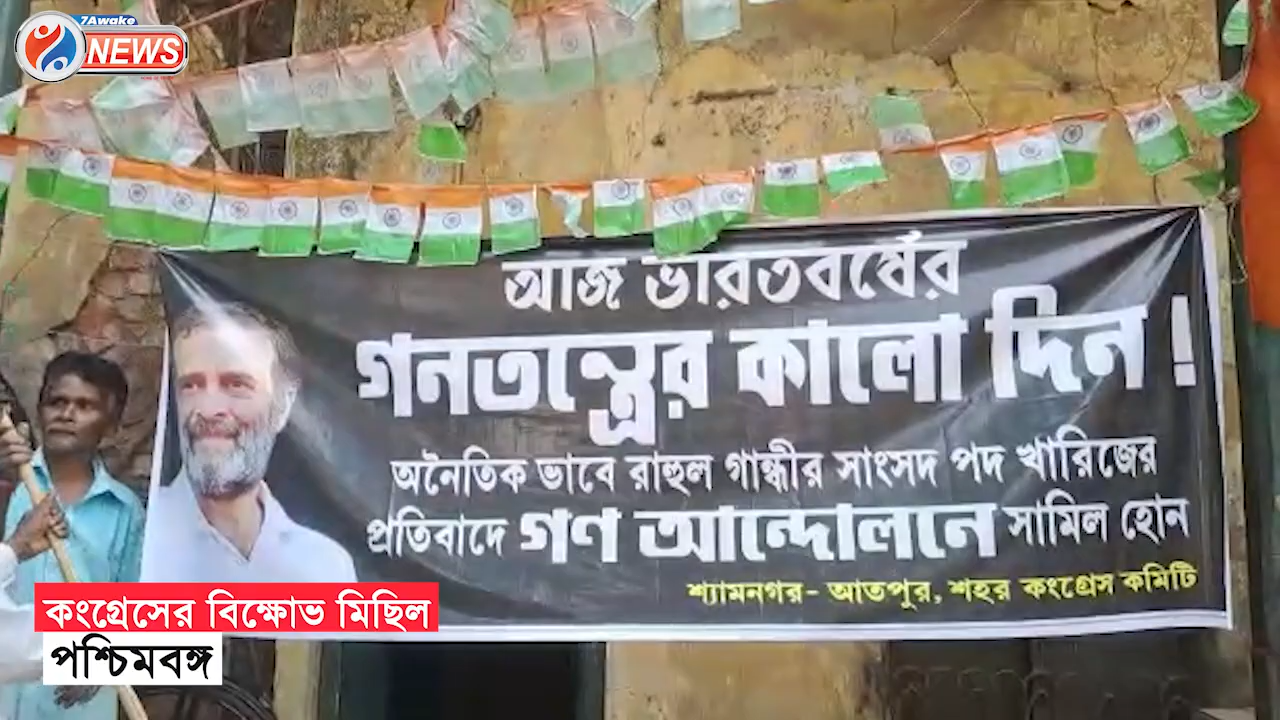 7Awake
NEWS
আজ ভারতবর্ষের
গনতন্ত্রের কালো দিন !
অনৈতিক ভাবে রাহুল গান্ধীর সাংসদ পদ খারিজের
প্রতিবাদে গণ আন্দোলনে সামিল হোন
শ্যামনগর- আতপুর, শহর কংগ্রেস কমিটি
কংগ্রেসের বিক্ষোভ মিছিল
পশ্চিমবঙ্গ